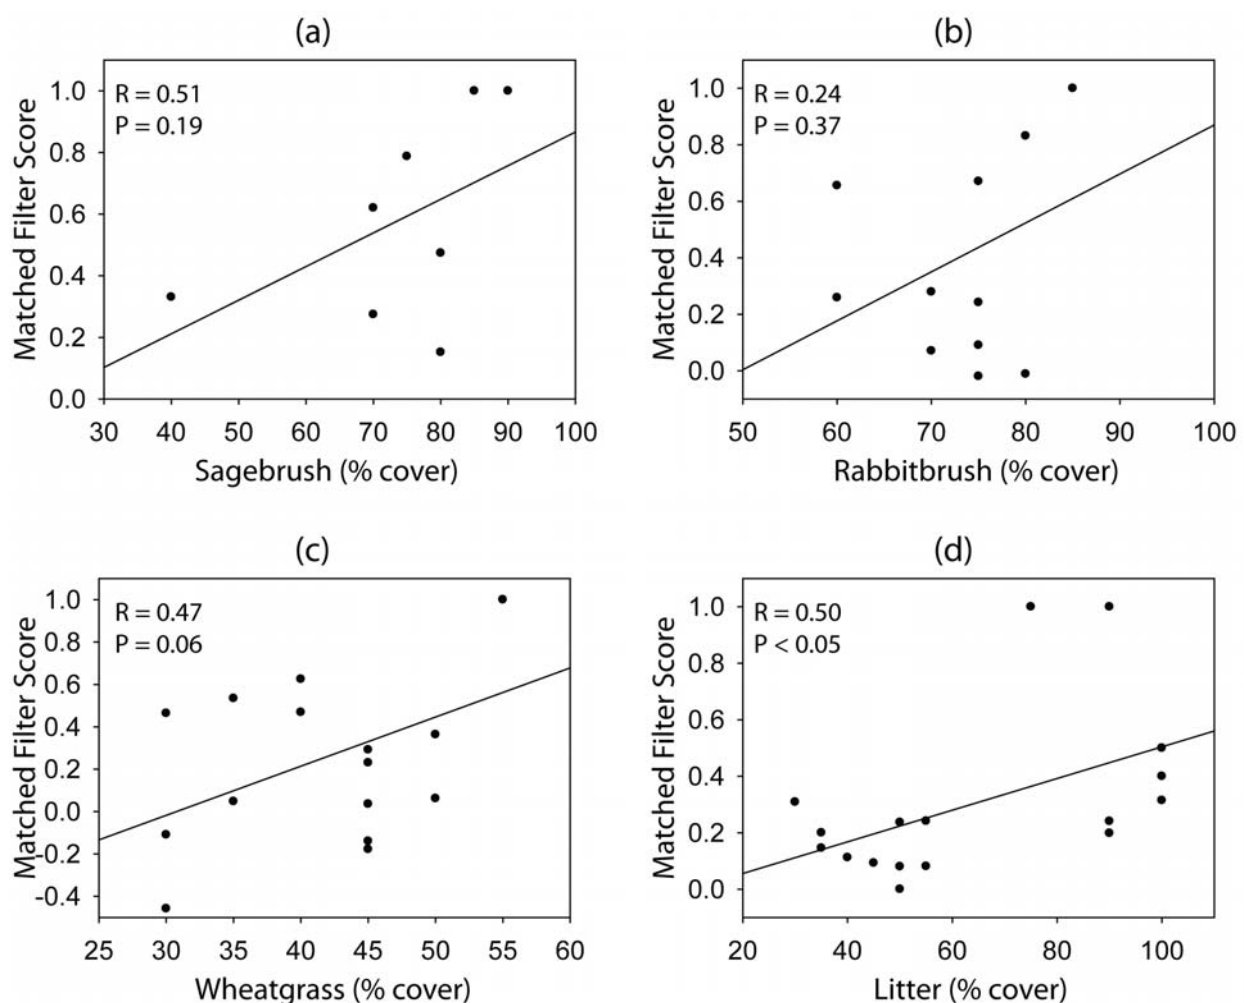 (a)
R = 0.51
P = 0.19
Matched Filter Score
1.0
0.8
0.6
0.4
0.2
0.0
30 40 50 60 70 80 90 100
Sagebrush (% cover)
(b)
R = 0.24
P = 0.37
Matched Filter Score
1.0
0.8
0.6
0.4
0.2
0.0
50 60 70 80 90 100
Rabbitbrush (% cover)
(c)
R = 0.47
P = 0.06
Matched Filter Score
1.0
0.8
0.6
0.4
0.2
0.0
-0.2
-0.4
25 30 35 40 45 50 55 60
Wheatgrass (% cover)
(d)
R = 0.50
P < 0.05
Matched Filter Score
1.0
0.8
0.6
0.4
0.2
0.0
20 40 60 80 100
Litter (% cover)